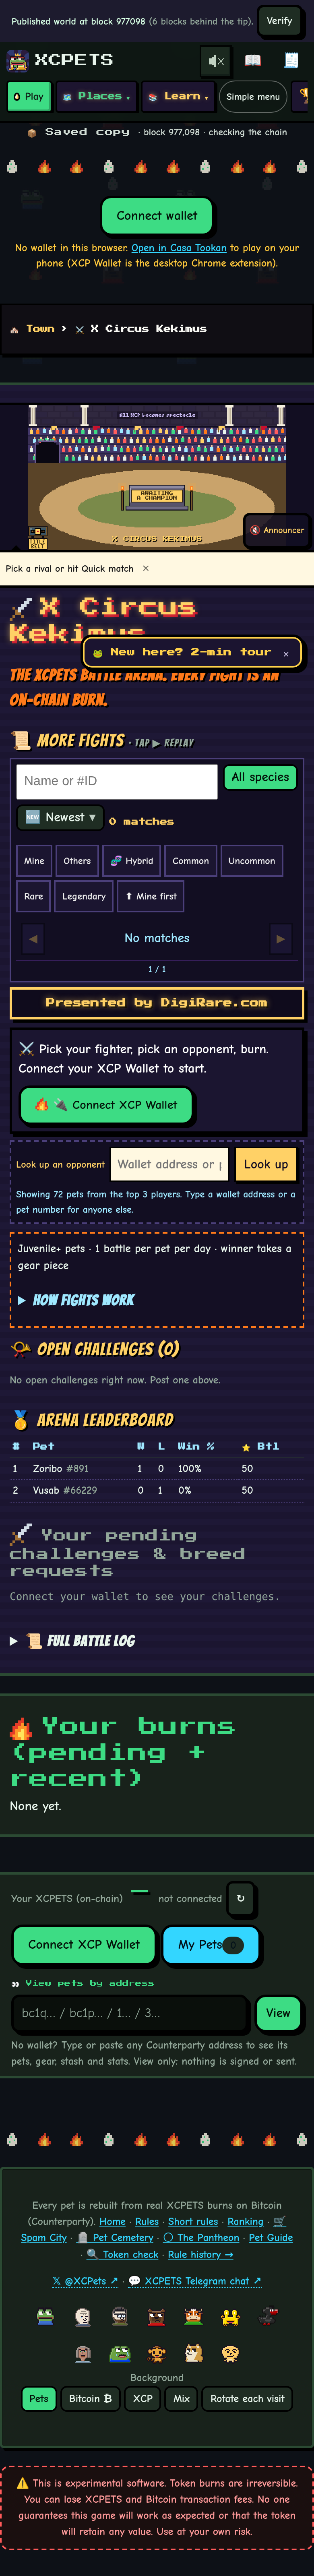 Published world at block 977098 (6 blocks behind the tip). Verify
XCPETS
Play Places ▾ Learn ▾ Simple menu
Saved copy · block 977,098 · checking the chain
Connect wallet
No wallet in this browser. Open in Casa Tookan to play on your
phone (XCP Wallet is the desktop Chrome extension).
Town › X Circus Kekimus
#11 XCP becomes spectacle
AWAITING
A CHAMPION
X CIRCUS KEKIMUS
TITLE
BELT
Announcer
Pick a rival or hit Quick match ×
X Circus
Kekimus
New here? 2-min tour ×
THE XCPETS BATTLE ARENA. EVERY FIGHT IS AN
ON-CHAIN BURN.
MORE FIGHTS · TAP ▶ REPLAY
Name or #ID All species
Newest ▾ 0 matches
Mine Others Hybrid Common Uncommon
Rare Legendary ⬆ Mine first
◀ No matches ▶
1 / 1
Presented by DigiRare.com
Pick your fighter, pick an opponent, burn.
Connect your XCP Wallet to start.
Connect XCP Wallet
Look up an opponent Wallet address or Look up
Showing 72 pets from the top 3 players. Type a wallet address or a
pet number for anyone else.
Juvenile+ pets · 1 battle per pet per day · winner takes a
gear piece
▶ HOW FIGHTS WORK
OPEN CHALLENGES (0)
No open challenges right now. Post one above.
ARENA LEADERBOARD
# Pet W L Win % ⭐ Btl
1 Zoribo #891 1 0 100% 50
2 Vusab #66229 0 1 0% 50
Your pending
challenges & breed
requests
Connect your wallet to see your challenges.
▶ FULL BATTLE LOG
Your burns
(pending +
recent)
None yet.
Your XCPETS (on-chain) — not connected ↻
Connect XCP Wallet My Pets 0
View pets by address
bc1q... / bc1p... / 1... / 3... View
No wallet? Type or paste any Counterparty address to see its
pets, gear, stash and stats. View only: nothing is signed or sent.
Every pet is rebuilt from real XCPETS burns on Bitcoin
(Counterparty). Home · Rules · Short rules · Ranking ·
Spam City · Pet Cemetery · The Pantheon · Pet Guide
· Token check · Rule history →
𝕏 @XCPets ↗ · XCPETS Telegram chat ↗
Background
Pets Bitcoin ₿ XCP Mix Rotate each visit
⚠️ This is experimental software. Token burns are irreversible.
You can lose XCPETS and Bitcoin transaction fees. No one
guarantees this game will work as expected or that the token
will retain any value. Use at your own risk.